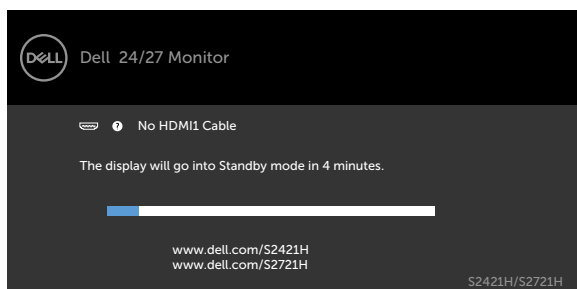 DELL
Dell 24/27 Monitor
? No HDMI1 Cable
The display will go into Standby mode in 4 minutes.
www.dell.com/S2421H
www.dell.com/S2721H
S2421H/S2721H